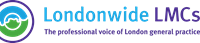 Londonwide LMCs
The professional voice of London general practice